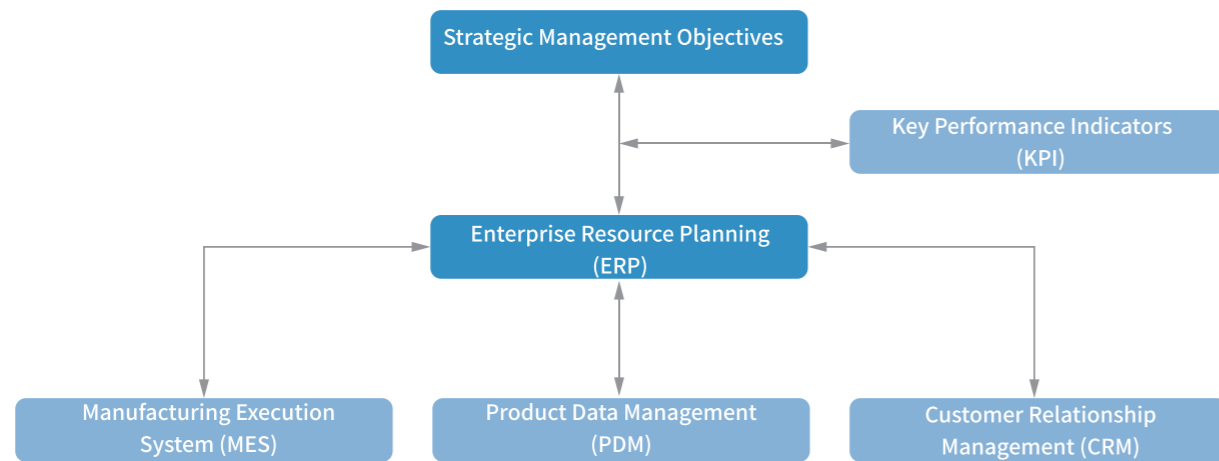 Strategic Management Objectives
Key Performance Indicators
(KPI)
Enterprise Resource Planning
(ERP)
Manufacturing Execution
System (MES)
Product Data Management
(PDM)
Customer Relationship
Management (CRM)